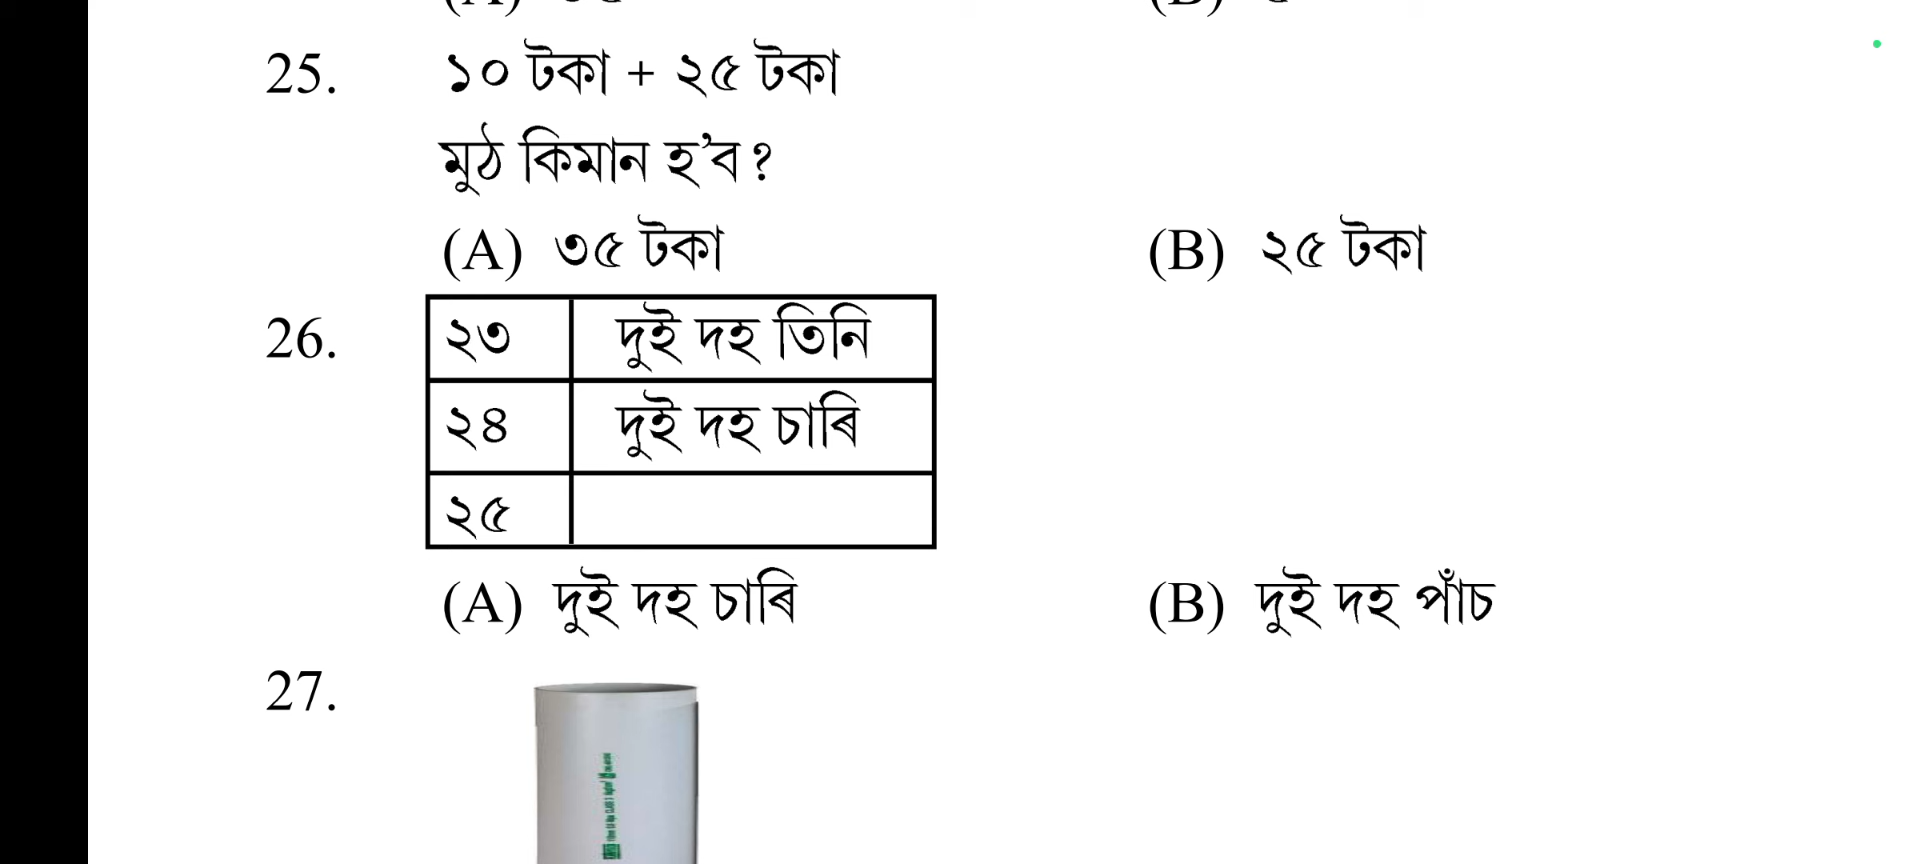 25. ১০ টকা + ২৫ টকা
মুঠ কিমান হ’ব?
(A) ৩৫ টকা (B) ২৫ টকা
26. ২৩ দুই দহ তিনি
২৪ দুই দহ চাৰি
২৫
(A) দুই দহ চাৰি (B) দুই দহ পাঁচ
27.